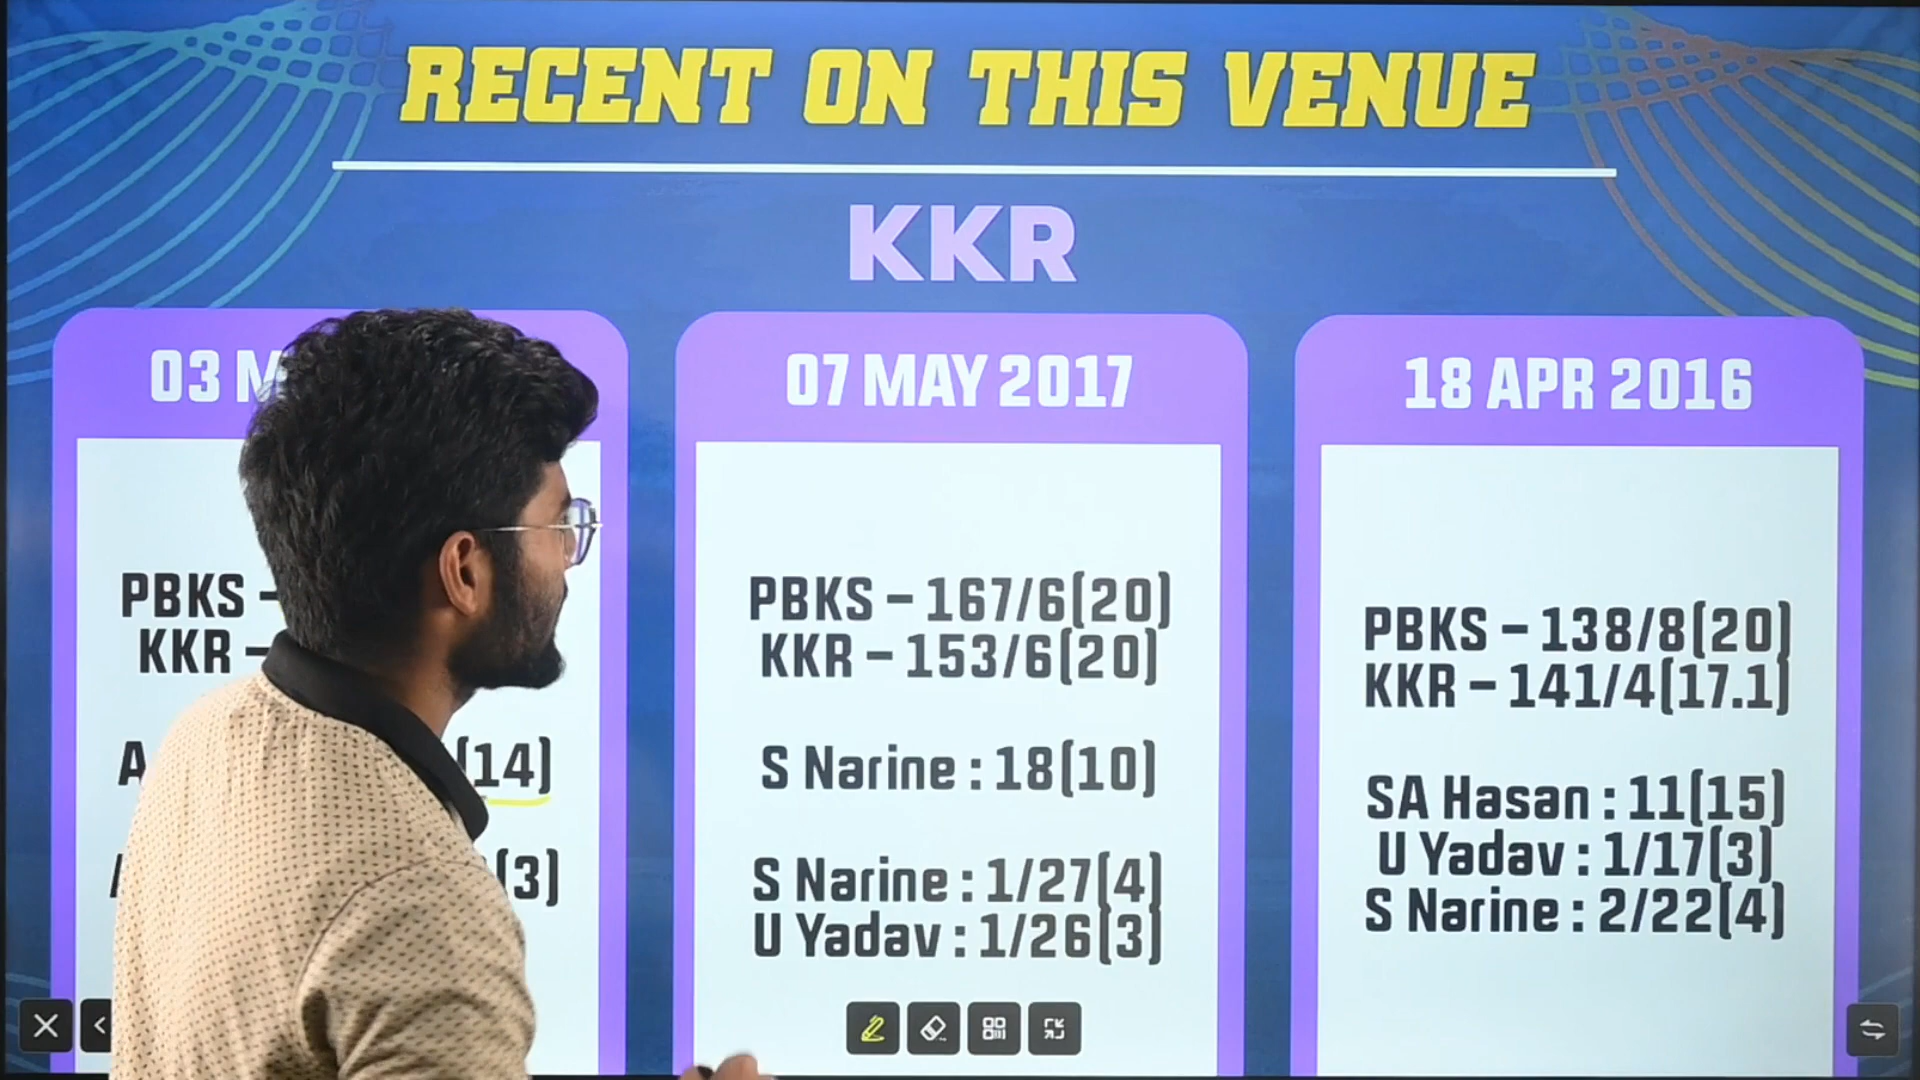 RECENT ON THIS VENUE
KKR
03 M
PBKS -
KKR -
A
(14)
(3)
07 MAY 2017
PBKS - 167/6(20)
KKR - 153/6(20)
S Narine : 18(10)
S Narine : 1/27(4)
U Yadav : 1/26(3)
18 APR 2016
PBKS - 138/8(20)
KKR - 141/4(17.1)
SA Hasan : 11(15)
U Yadav : 1/17(3)
S Narine : 2/22(4)